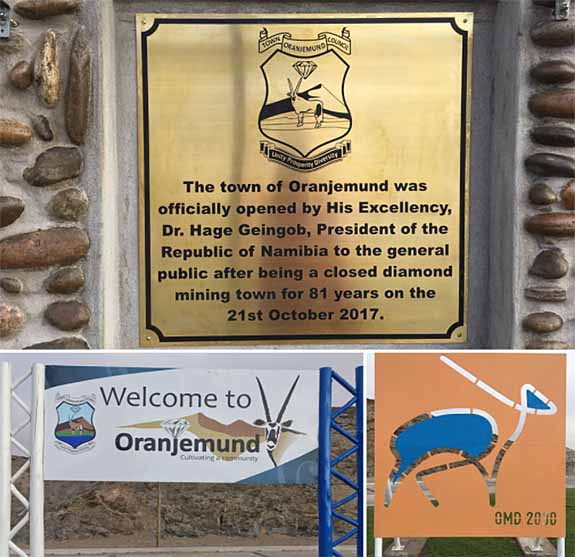 TOWN ORANJEMUND COUNCIL
Unity Prosperity Diversity
The town of Oranjemund was
officially opened by His Excellency,
Dr. Hage Geingob, President of the
Republic of Namibia to the general
public after being a closed diamond
mining town for 81 years on the
21st October 2017.
Welcome to
Oranjemund
Cultivating a community
OMD 2030